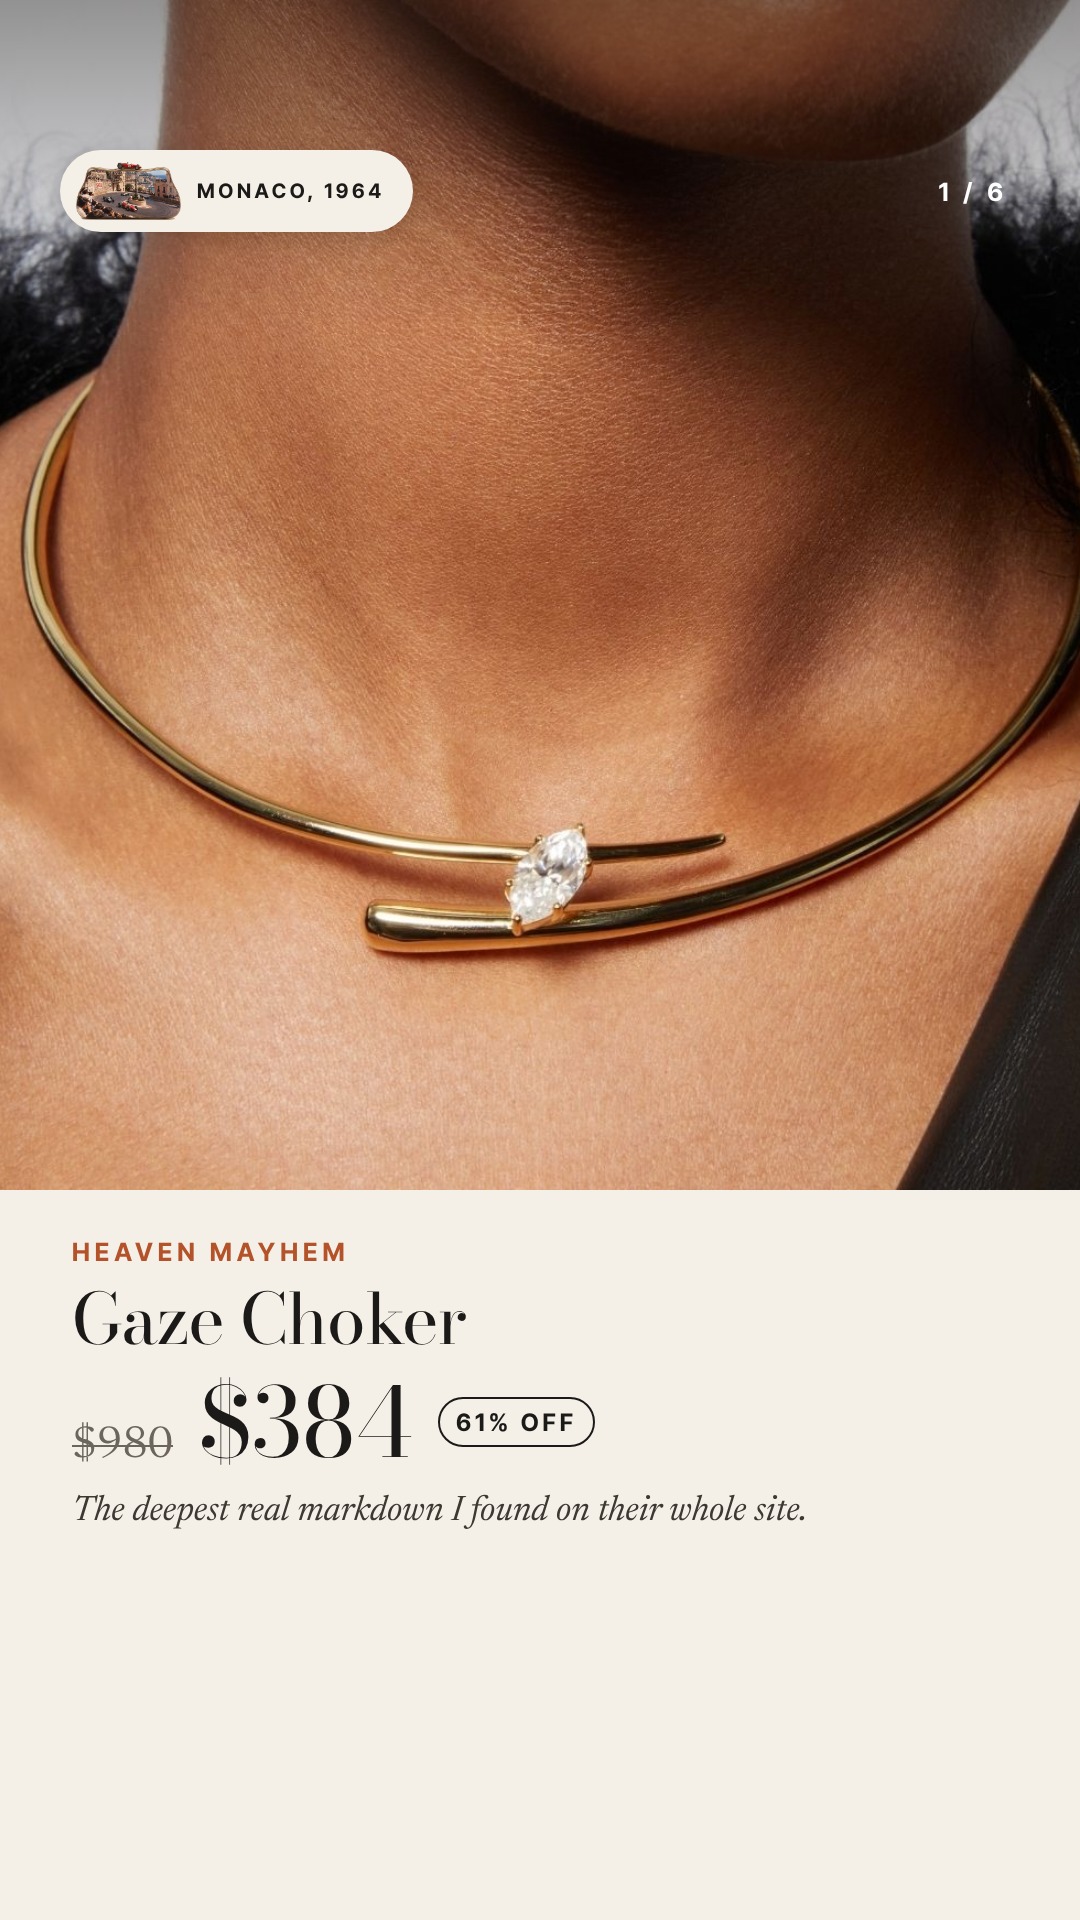 MONACO, 1964
1 / 6
HEAVEN MAYHEM
Gaze Choker
$980 $384 61% OFF
The deepest real markdown I found on their whole site.